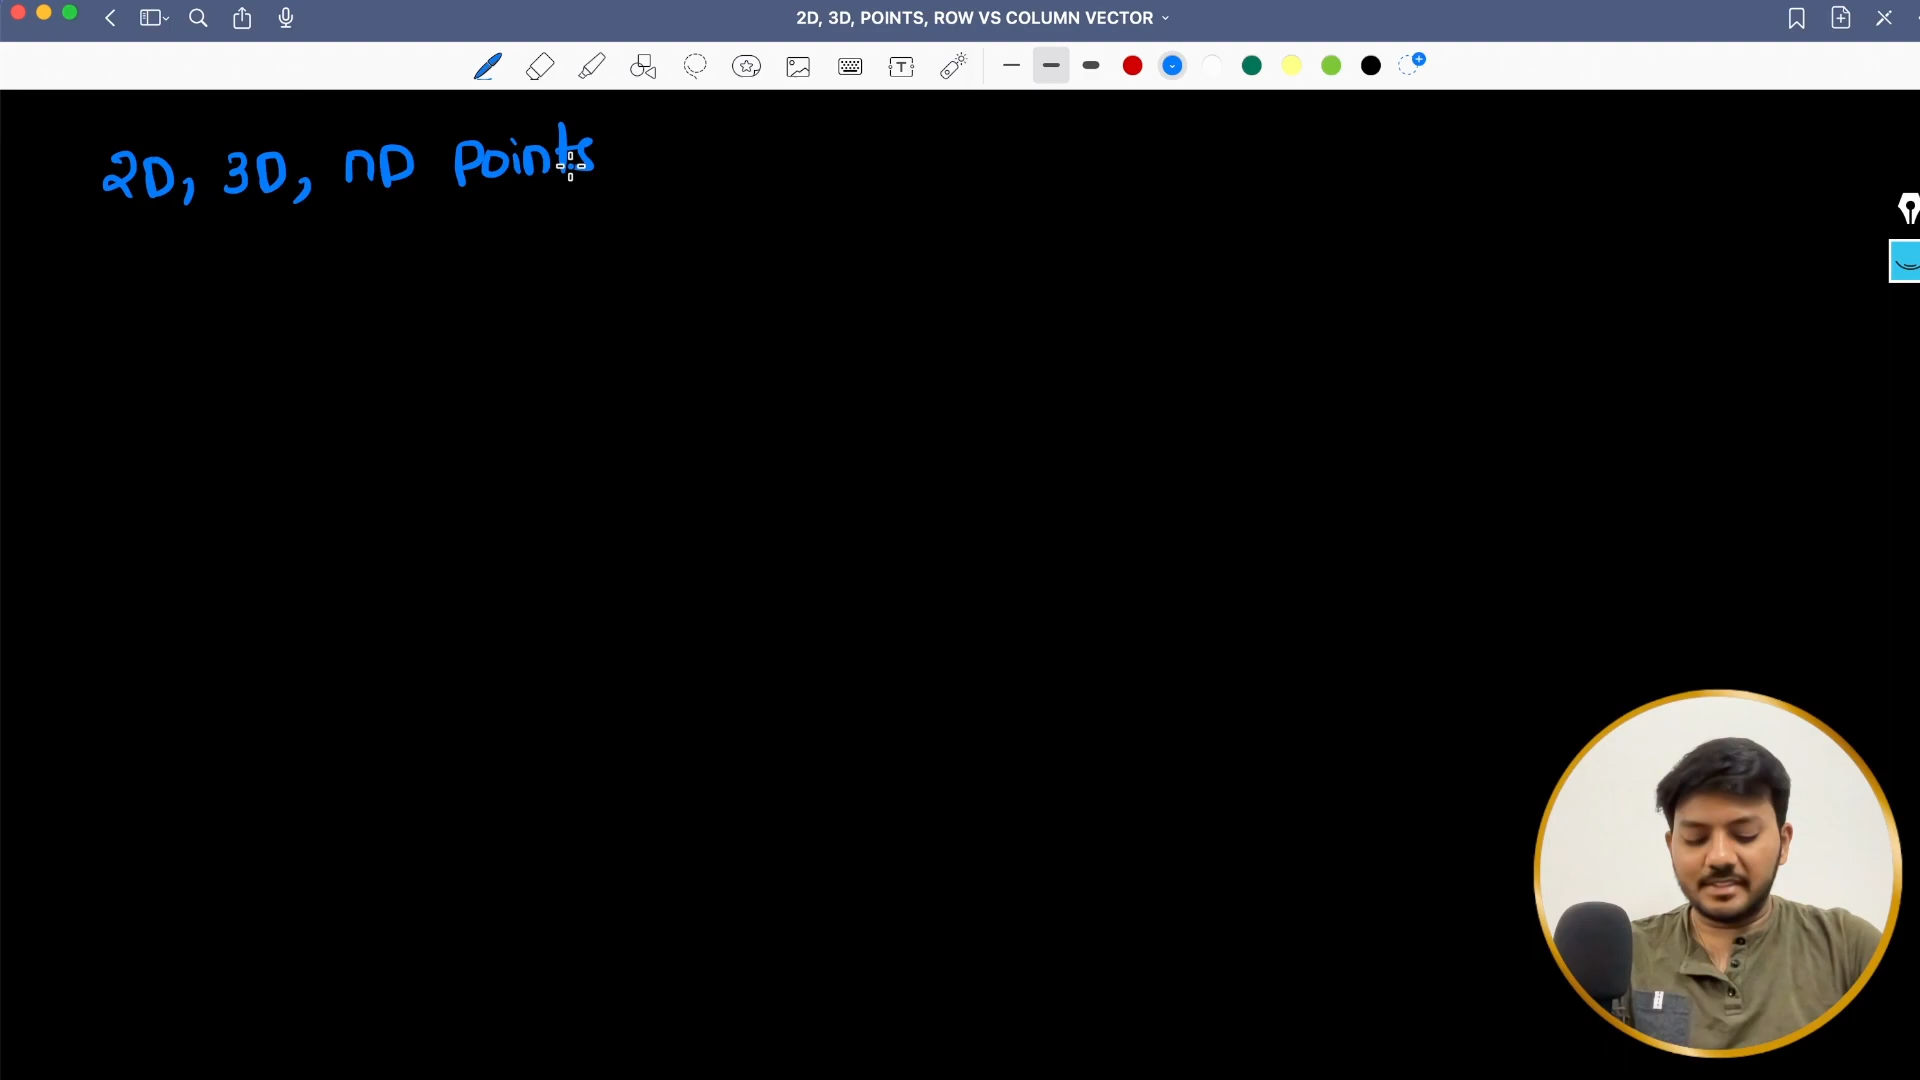 2D, 3D, POINTS, ROW VS COLUMN VECTOR
2D, 3D, nD Points